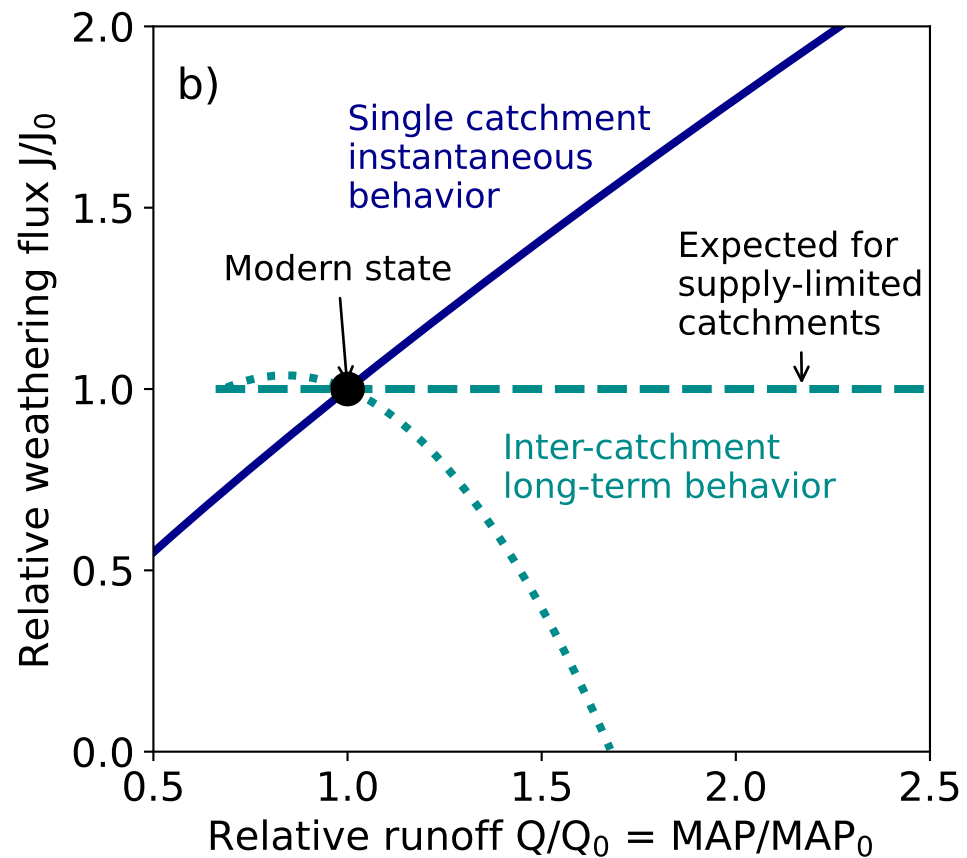 b)
Single catchment
instantaneous
behavior
Modern state
Expected for
supply-limited
catchments
Inter-catchment
long-term behavior
Relative weathering flux J/J₀
2.0
1.5
1.0
0.5
0.0
0.5 1.0 1.5 2.0 2.5
Relative runoff Q/Q₀ = MAP/MAP₀